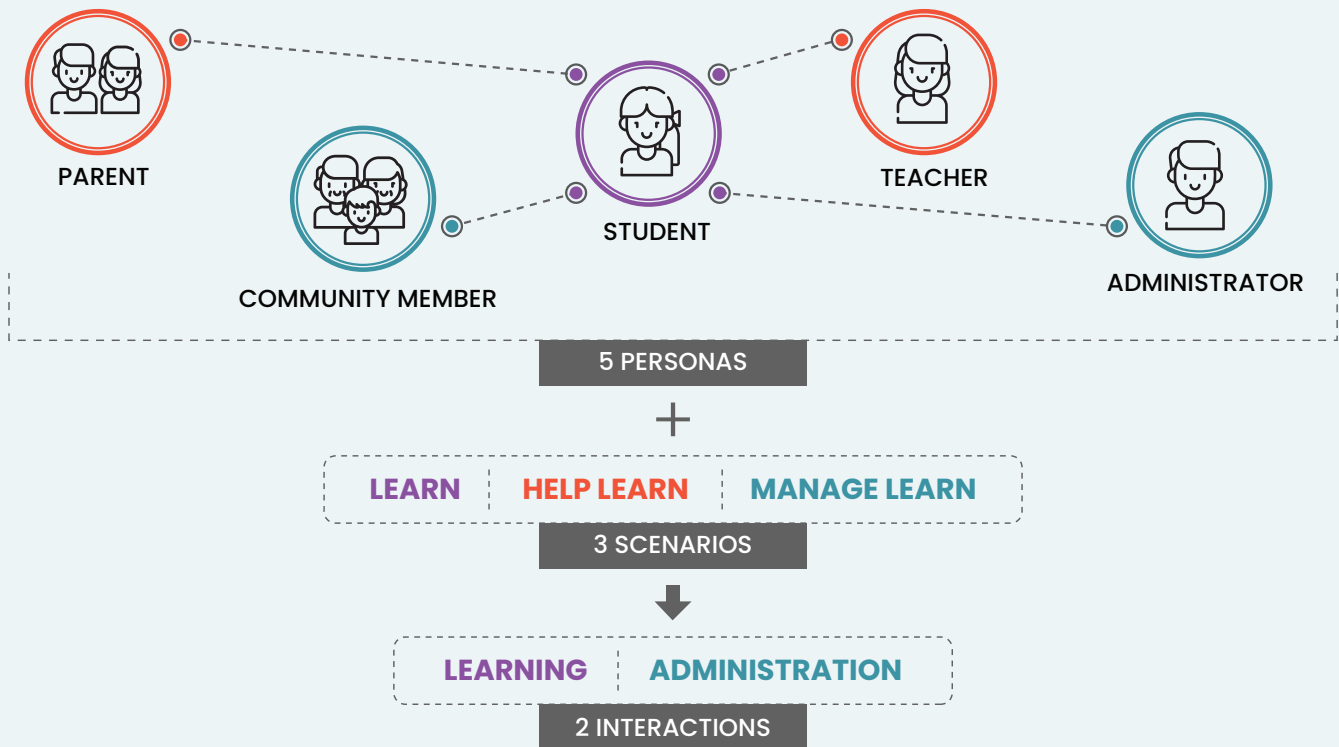 PARENT
COMMUNITY MEMBER
STUDENT
TEACHER
ADMINISTRATOR
5 PERSONAS
+
LEARN
HELP LEARN
MANAGE LEARN
3 SCENARIOS
LEARNING
ADMINISTRATION
2 INTERACTIONS